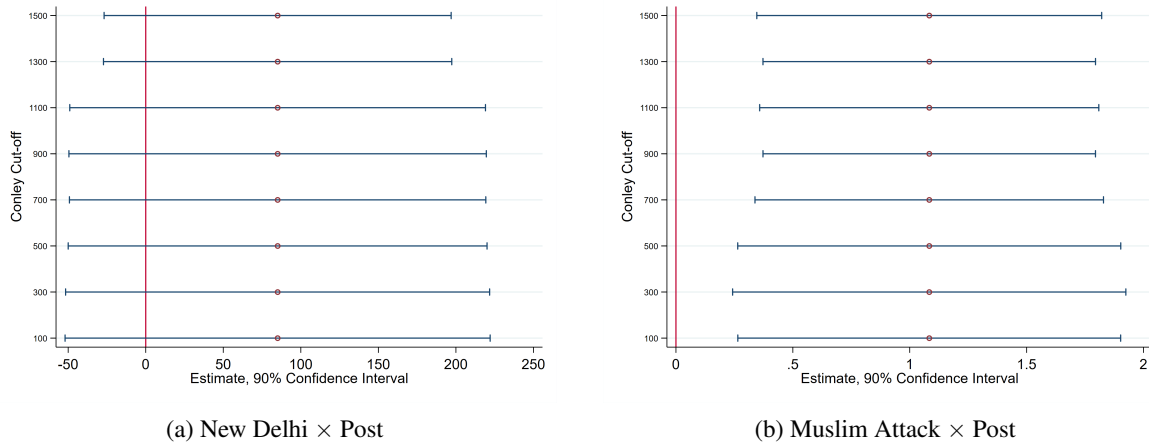 Conley Cut-off
1500
1300
1100
900
700
500
300
100
-50 0 50 100 150 200 250
Estimate, 90% Confidence Interval
(a) New Delhi × Post
Conley Cut-off
1500
1300
1100
900
700
500
300
100
0 .5 1 1.5 2
Estimate, 90% Confidence Interval
(b) Muslim Attack × Post